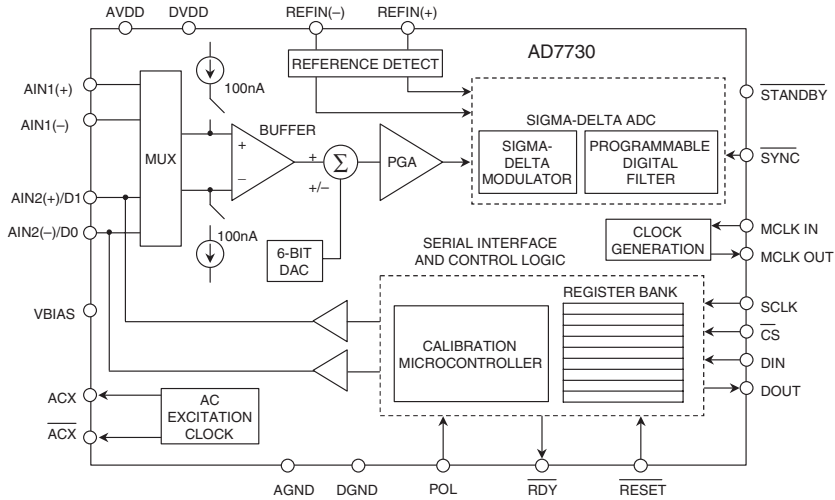 AVDD DVDD REFIN(−) REFIN(+)
AD7730
REFERENCE DETECT
100nA
AIN1(+)
AIN1(−)
AIN2(+)/D1
AIN2(−)/D0
MUX
BUFFER
+
−
+
+/−
Σ
PGA
SIGMA-DELTA ADC
SIGMA-
DELTA
MODULATOR
PROGRAMMABLE
DIGITAL
FILTER
STANDBY
SYNC
100nA
6-BIT
DAC
SERIAL INTERFACE
AND CONTROL LOGIC
CLOCK
GENERATION
MCLK IN
MCLK OUT
VBIAS
CALIBRATION
MICROCONTROLLER
REGISTER BANK
SCLK
CS
DIN
DOUT
ACX
ACX
AC
EXCITATION
CLOCK
AGND DGND POL RDY RESET